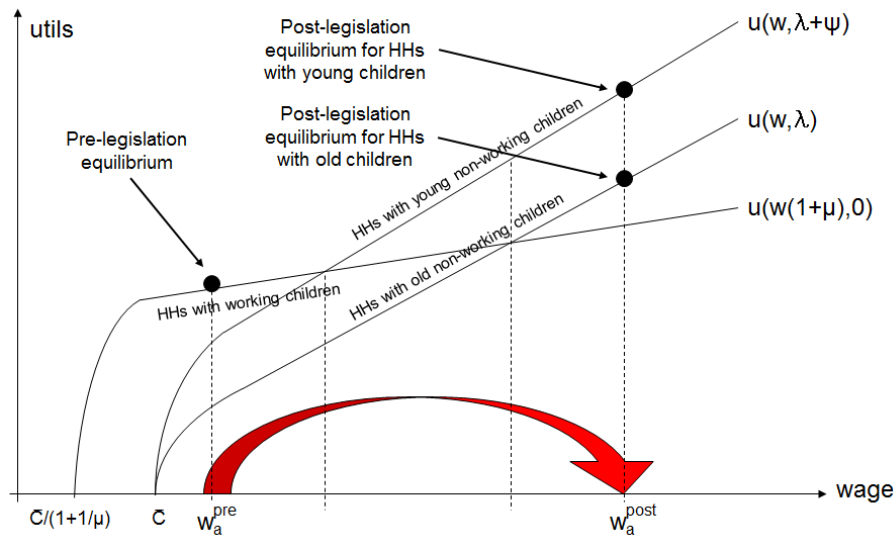 utils
Post-legislation
equilibrium for HHs
with young children
u(w,λ+ψ)
Post-legislation
equilibrium for HHs
with old children
u(w,λ)
Pre-legislation
equilibrium
HHs with young non-working children
u(w(1+μ),0)
HHs with old non-working children
HHs with working children
wage
C̄/(1+1/μ)
C̄
w_a^pre
w_a^post